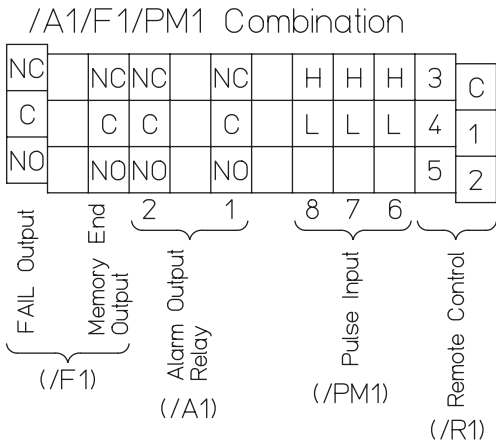 /A1/F1/PM1 Combination
NC NC NC NC H H H 3 C
C C C C L L L 4 1
NO NO NO NO 5 2
2 1 8 7 6
FAIL Output
Memory End
Output
Alarm Output
Relay
Pulse Input
Remote Control
(/F1)
(/A1)
(/PM1)
(/R1)